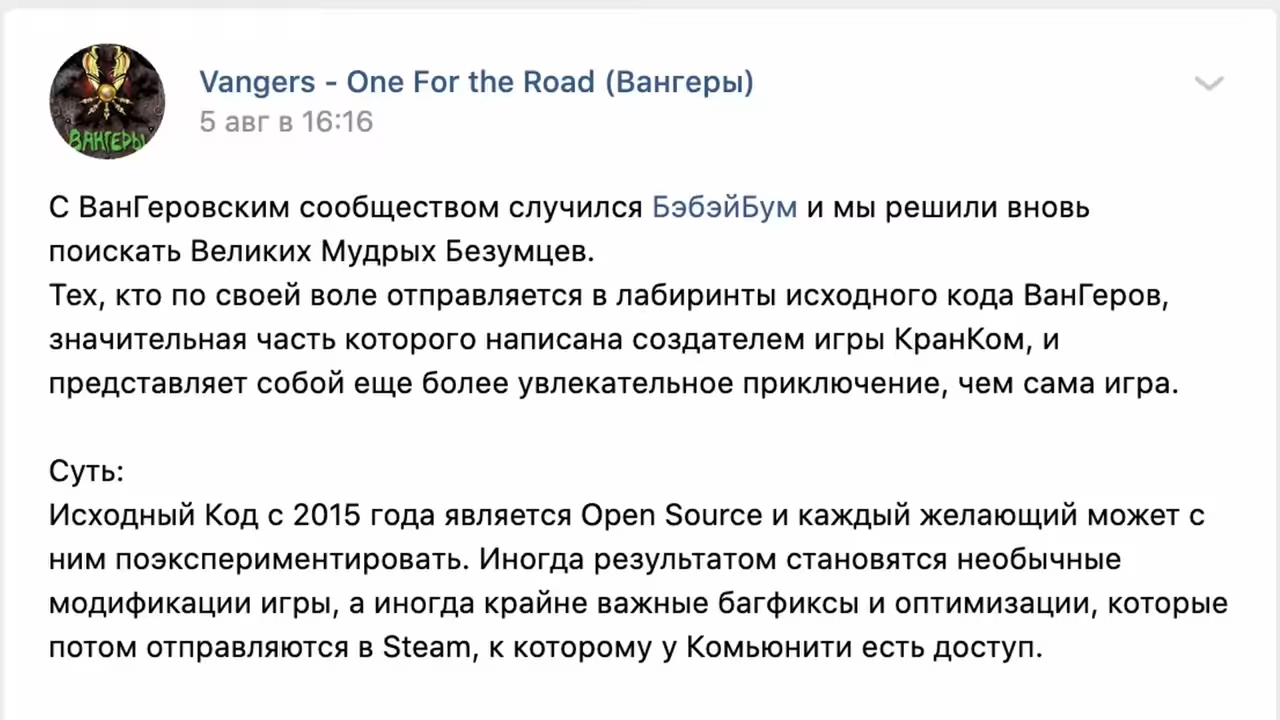 ВАНГЕРЫ
Vangers - One For the Road (Вангеры)
5 авг в 16:16
С ВанГеровским сообществом случился БэбэйБум и мы решили вновь
поискать Великих Мудрых Безумцев.
Тех, кто по своей воле отправляется в лабиринты исходного кода ВанГеров,
значительная часть которого написана создателем игры КранКом, и
представляет собой еще более увлекательное приключение, чем сама игра.
Суть:
Исходный Код с 2015 года является Open Source и каждый желающий может с
ним поэкспериментировать. Иногда результатом становятся необычные
модификации игры, а иногда крайне важные багфиксы и оптимизации, которые
потом отправляются в Steam, к которому у Комьюнити есть доступ.